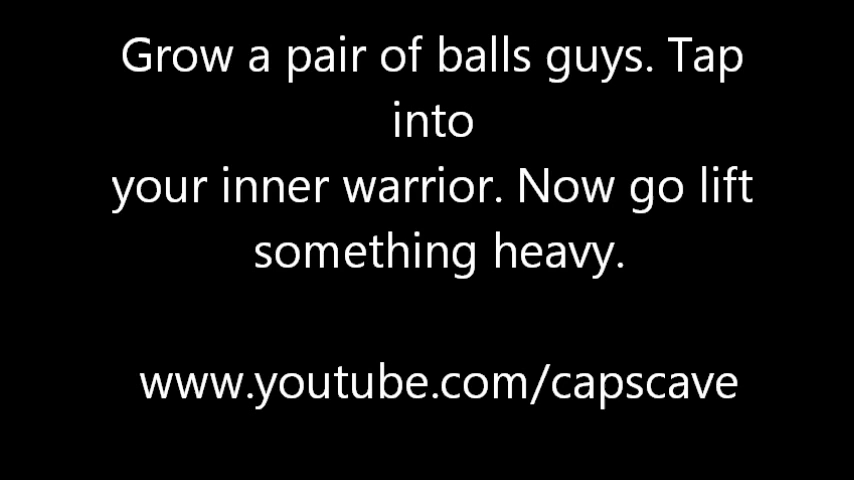 Grow a pair of balls guys. Tap
into
your inner warrior. Now go lift
something heavy.
www.youtube.com/capscave